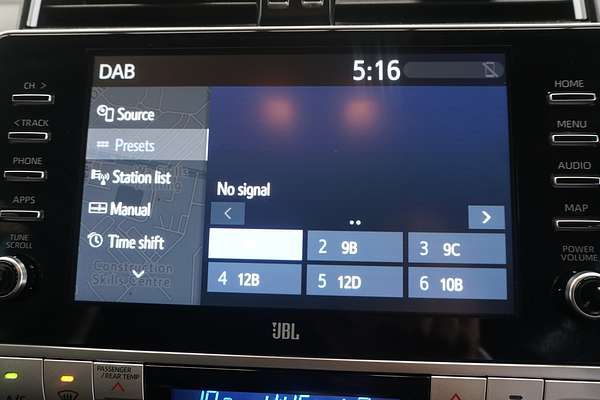 DAB 5:16
CH >
<TRACK
PHONE
APPS
TUNE
SCROLL
Source
Presets
Station list
Manual
Time shift
Construction
Skills Centre
No signal
2 9B
3 9C
4 12B
5 12D
6 10B
HOME
MENU
AUDIO
MAP
POWER
VOLUME
JBL
PASSENGER
/REAR TEMP